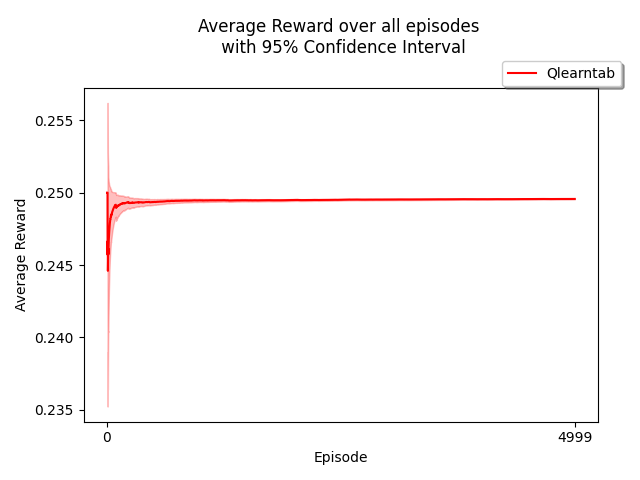 Average Reward over all episodes
with 95% Confidence Interval
Qlearntab
0.255
0.250
0.245
0.240
0.235
Average Reward
0
4999
Episode